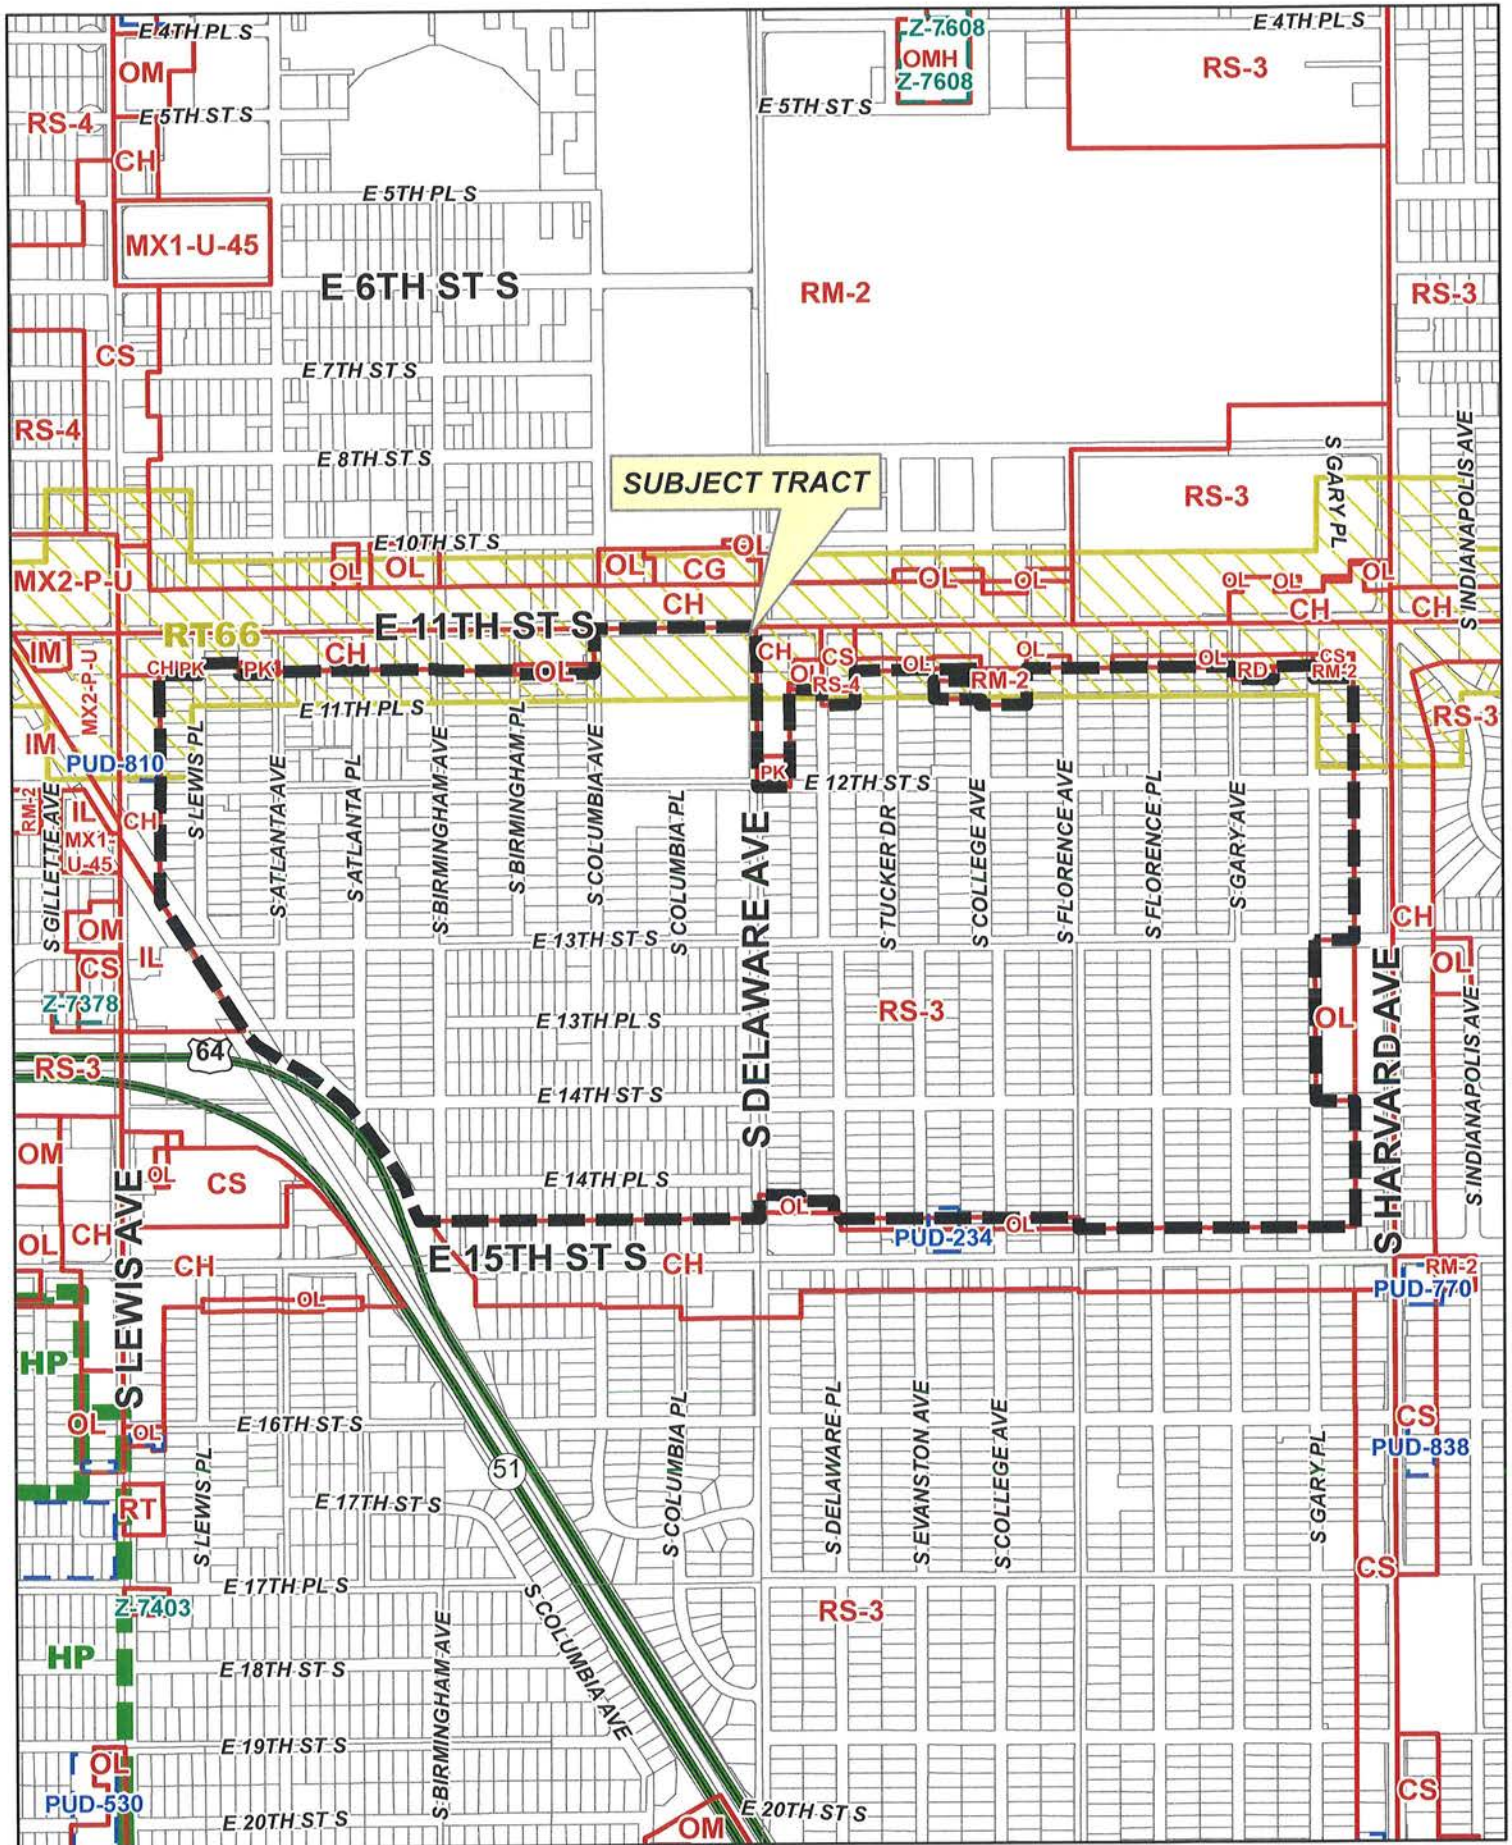 E 4TH PL S
Z-7608
E 4TH PL S
OM
OMH
RS-3
Z-7608
RS-4
E 5TH ST S
E 5TH ST S
CH
E 5TH PL S
MX1-U-45
E 6TH ST S
RM-2
RS-3
CS
E 7TH ST S
RS-4
E 8TH ST S
S GARY PL
S INDIANAPOLIS AVE
SUBJECT TRACT
RS-3
E 10TH ST S
OL
MX2-P-U
OL
OL
OL
CG
OL
OL
OL
OL
OL
CH
CH
CH
RT66
E 11TH ST S
IM
MX2-P-U
CH
PK
PK
CH
OL
CH
OL
CS
RS-4
OL
RM-2
OL
OL
RD
CS
RM-2
E 11TH PL S
RS-3
IM
PUD-810
PK
E 12TH ST S
RM-2
IL
CH
MX1-
U-45
S GILLETTE AVE
S LEWIS PL
S ATLANTA AVE
S ATLANTA PL
S BIRMINGHAM AVE
S BIRMINGHAM PL
S COLUMBIA AVE
S COLUMBIA PL
S DELAWARE AVE
S TUCKER DR
S COLLEGE AVE
S FLORENCE AVE
S FLORENCE PL
S GARY AVE
CH
OM
E 13TH ST S
IL
CS
OL
Z-7378
RS-3
E 13TH PL S
OL
S HARVARD AVE
S INDIANAPOLIS AVE
64
RS-3
E 14TH ST S
OM
OL
CS
E 14TH PL S
OL
CH
OL
PUD-234
OL
E 15TH ST S
CH
CH
RM-2
PUD-770
S LEWIS AVE
OL
HP
OL
OL
E 16TH ST S
CS
PUD-838
51
RT
S LEWIS PL
E 17TH ST S
S COLUMBIA PL
S DELAWARE PL
S EVANSTON AVE
S COLLEGE AVE
S GARY PL
CS
E 17TH PL S
Z-7403
RS-3
HP
E 18TH ST S
S BIRMINGHAM AVE
S COLUMBIA AVE
E 19TH ST S
OL
CS
PUD-530
E 20TH ST S
E 20TH ST S
OM